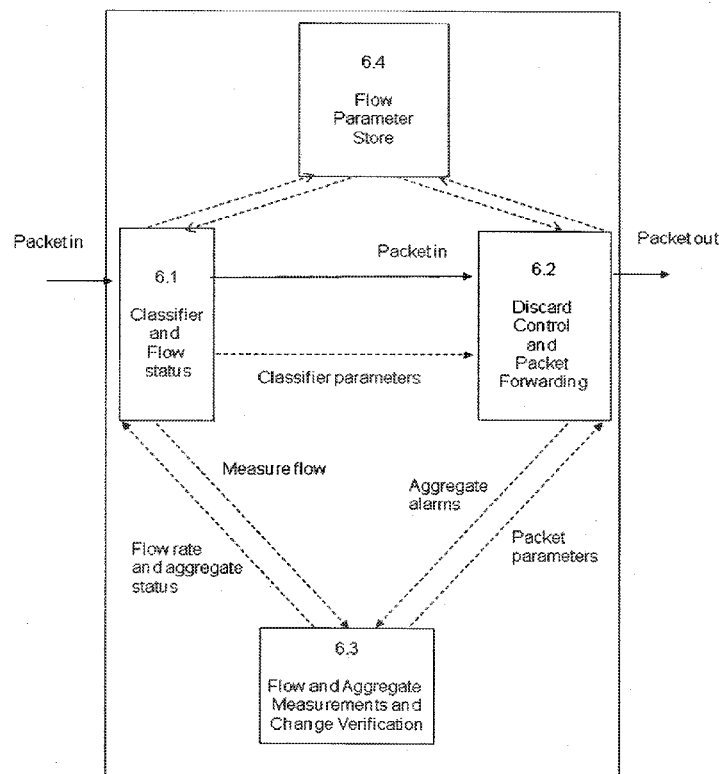 6.4
Flow
Parameter
Store
Packet in
Packet out
Packet in
6.1
Classifier
and
Flow
status
6.2
Discard
Control
and
Packet
Forwarding
Classifier parameters
Measure flow
Aggregate
alarms
Flow rate
and aggregate
status
Packet
parameters
6.3
Flow and Aggregate
Measurements and
Change Verification